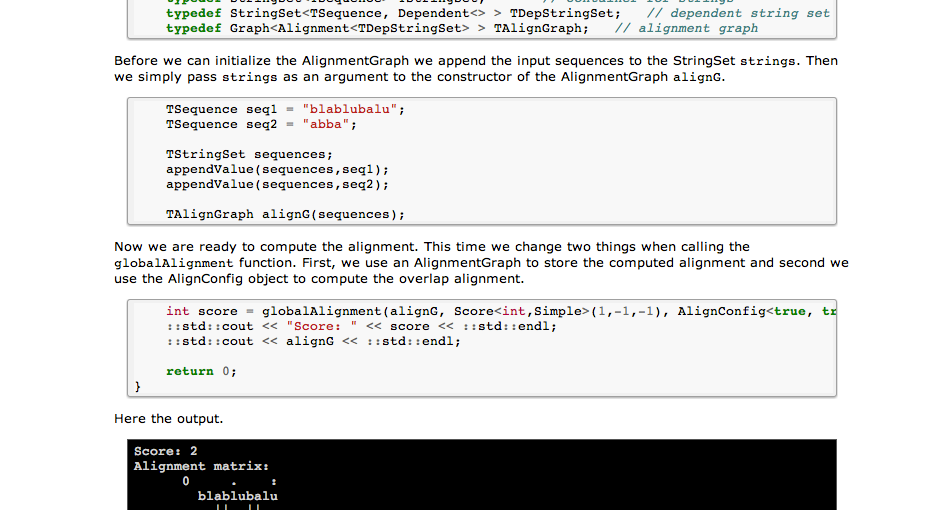 typedef StringSet<TSequence, Dependent<> > TDepStringSet;   // dependent string set
typedef Graph<Alignment<TDepStringSet> > TAlignGraph;   // alignment graph
Before we can initialize the AlignmentGraph we append the input sequences to the StringSet strings. Then
we simply pass strings as an argument to the constructor of the AlignmentGraph alignG.
TSequence seq1 = "blablubalu";
TSequence seq2 = "abba";
TStringSet sequences;
appendValue(sequences,seq1);
appendValue(sequences,seq2);
TAlignGraph alignG(sequences);
Now we are ready to compute the alignment. This time we change two things when calling the
globalAlignment function. First, we use an AlignmentGraph to store the computed alignment and second we
use the AlignConfig object to compute the overlap alignment.
int score = globalAlignment(alignG, Score<int,Simple>(1,-1,-1), AlignConfig<true, tr
::std::cout << "Score: " << score << ::std::endl;
::std::cout << alignG << ::std::endl;
return 0;
}
Here the output.
Score: 2
Alignment matrix:
0     .    :
blablubalu